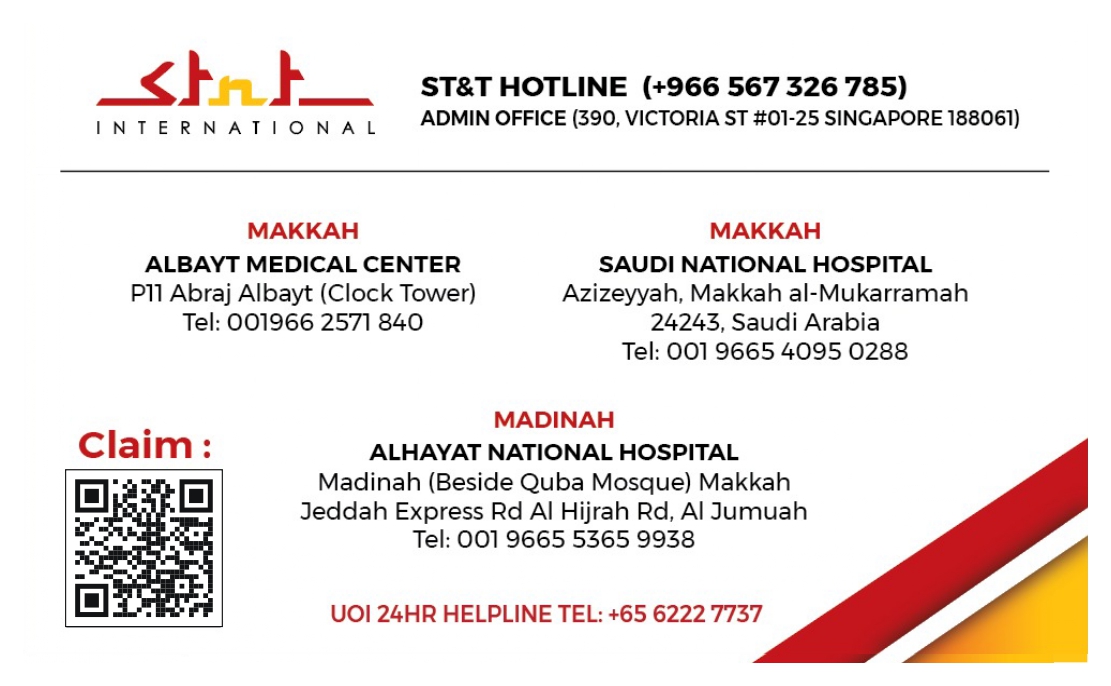 stnt
INTERNATIONAL
ST&T HOTLINE (+966 567 326 785)
ADMIN OFFICE (390, VICTORIA ST #01-25 SINGAPORE 188061)
MAKKAH
ALBAYT MEDICAL CENTER
P11 Abraj Albayt (Clock Tower)
Tel: 001966 2571 840
MAKKAH
SAUDI NATIONAL HOSPITAL
Azizeyyah, Makkah al-Mukarramah
24243, Saudi Arabia
Tel: 001 9665 4095 0288
MADINAH
ALHAYAT NATIONAL HOSPITAL
Madinah (Beside Quba Mosque) Makkah
Jeddah Express Rd Al Hijrah Rd, Al Jumuah
Tel: 001 9665 5365 9938
Claim :
UOI 24HR HELPLINE TEL: +65 6222 7737